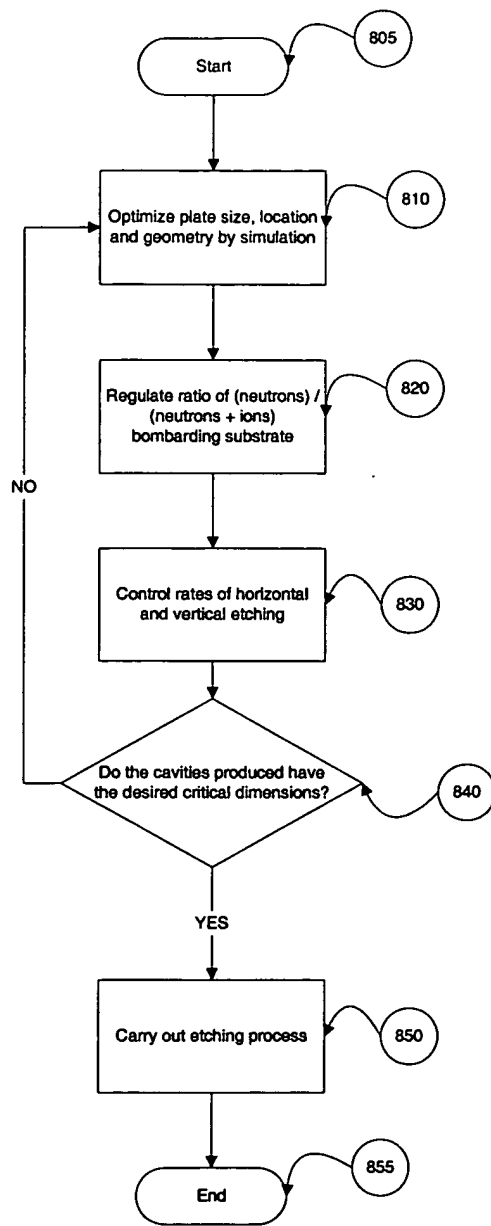 Start
805
Optimize plate size, location
and geometry by simulation
810
Regulate ratio of (neutrons) /
(neutrons + ions)
bombarding substrate
820
NO
Control rates of horizontal
and vertical etching
830
Do the cavities produced have
the desired critical dimensions?
840
YES
Carry out etching process
850
End
855